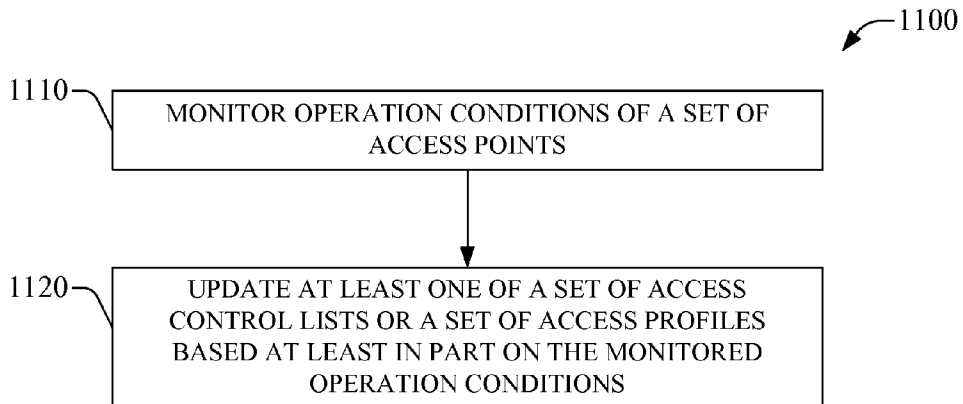 1100
1110
MONITOR OPERATION CONDITIONS OF A SET OF
ACCESS POINTS
1120
UPDATE AT LEAST ONE OF A SET OF ACCESS
CONTROL LISTS OR A SET OF ACCESS PROFILES
BASED AT LEAST IN PART ON THE MONITORED
OPERATION CONDITIONS